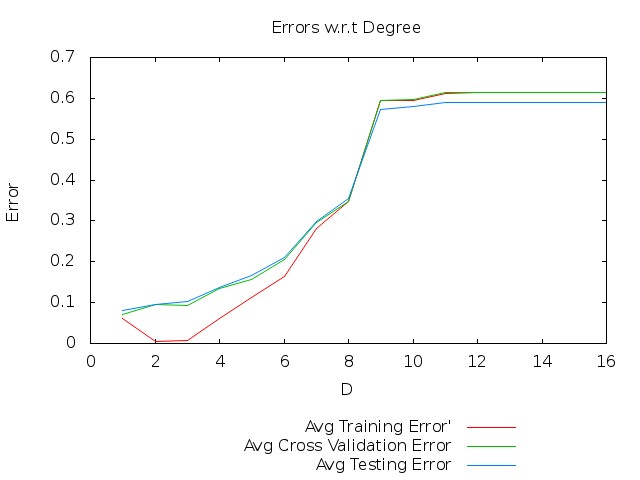 Errors w.r.t Degree
0.7
0.6
0.5
0.4
0.3
0.2
0.1
0
Error
0 2 4 6 8 10 12 14 16
D
Avg Training Error'
Avg Cross Validation Error
Avg Testing Error